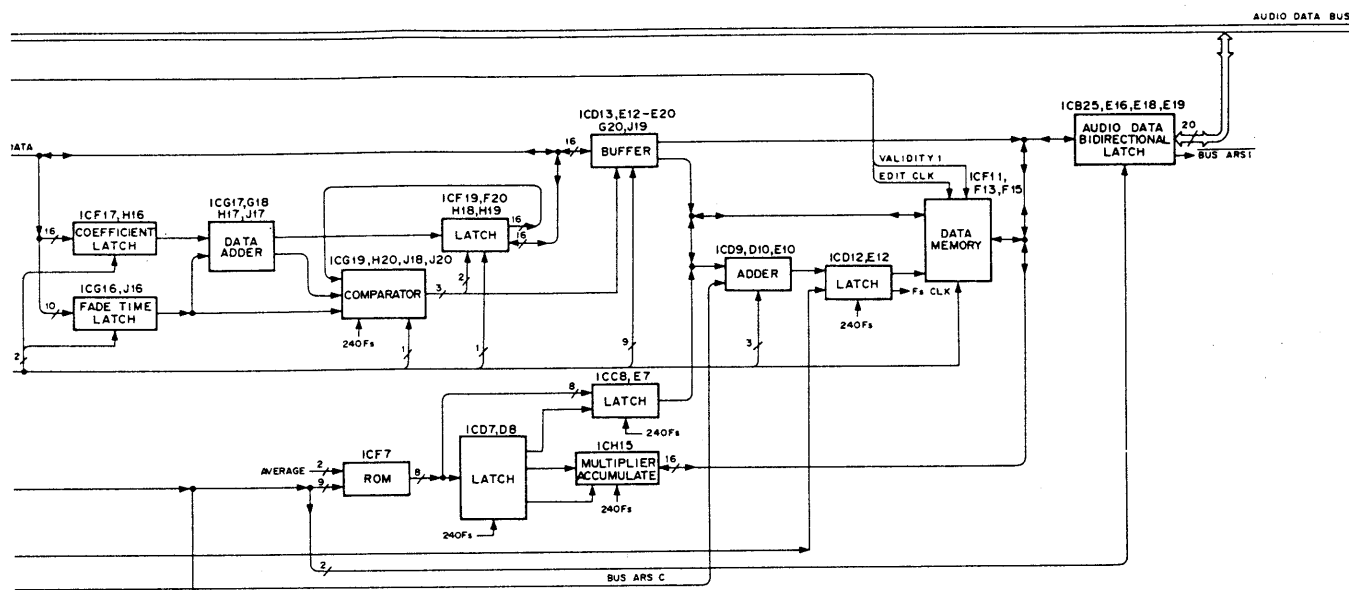 AUDIO DATA BUS
ICD13, E12-E20
G20, J19
BUFFER
16
ICB25, E16, E18, E19
AUDIO DATA
BIDIRECTIONAL
LATCH
20
BUS ARS1
DATA
VALIDITY 1
EDIT CLK
ICF11,
F13, F15
DATA
MEMORY
ICF17, H16
COEFFICIENT
LATCH
16
ICG17, G18
H17, J17
DATA
ADDER
ICF19, F20
H18, H19
LATCH
16
16
ICG19, H20, J18, J20
COMPARATOR
3
2
240Fs
ICG16, J16
FADE TIME
LATCH
10
2
1
1
9
3
ICD9, D10, E10
ADDER
ICD12, E12
LATCH
Fs CLK
240Fs
ICC8, E7
LATCH
8
240Fs
ICD7, D8
LATCH
240Fs
ICH15
MULTIPLIER
ACCUMULATE
16
240Fs
AVERAGE
2
9
ICF7
ROM
8
2
BUS ARS C